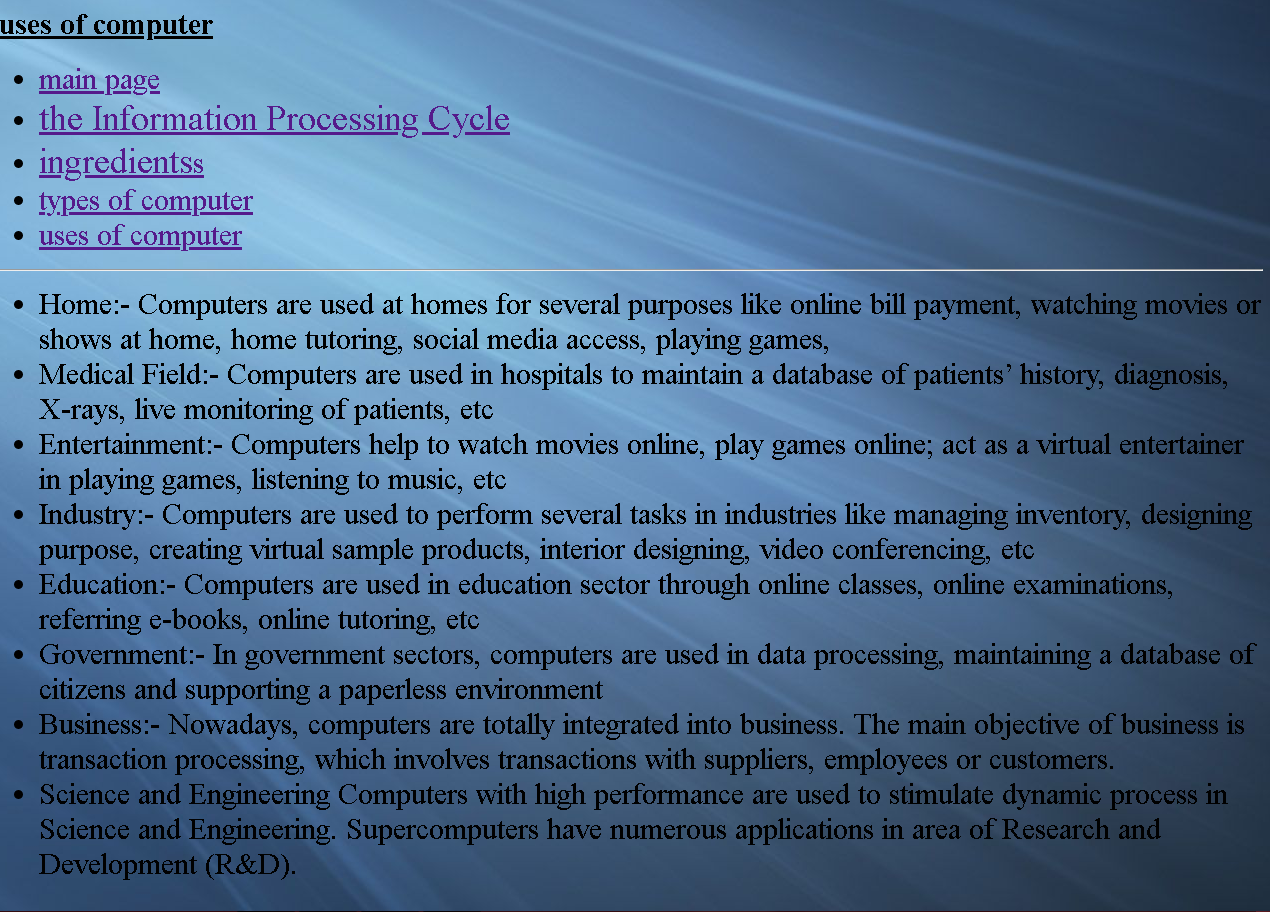 uses of computer
main page
the Information Processing Cycle
ingredientss
types of computer
uses of computer
Home:- Computers are used at homes for several purposes like online bill payment, watching movies or
shows at home, home tutoring, social media access, playing games,
Medical Field:- Computers are used in hospitals to maintain a database of patients’ history, diagnosis,
X-rays, live monitoring of patients, etc
Entertainment:- Computers help to watch movies online, play games online; act as a virtual entertainer
in playing games, listening to music, etc
Industry:- Computers are used to perform several tasks in industries like managing inventory, designing
purpose, creating virtual sample products, interior designing, video conferencing, etc
Education:- Computers are used in education sector through online classes, online examinations,
referring e-books, online tutoring, etc
Government:- In government sectors, computers are used in data processing, maintaining a database of
citizens and supporting a paperless environment
Business:- Nowadays, computers are totally integrated into business. The main objective of business is
transaction processing, which involves transactions with suppliers, employees or customers.
Science and Engineering Computers with high performance are used to stimulate dynamic process in
Science and Engineering. Supercomputers have numerous applications in area of Research and
Development (R&D).